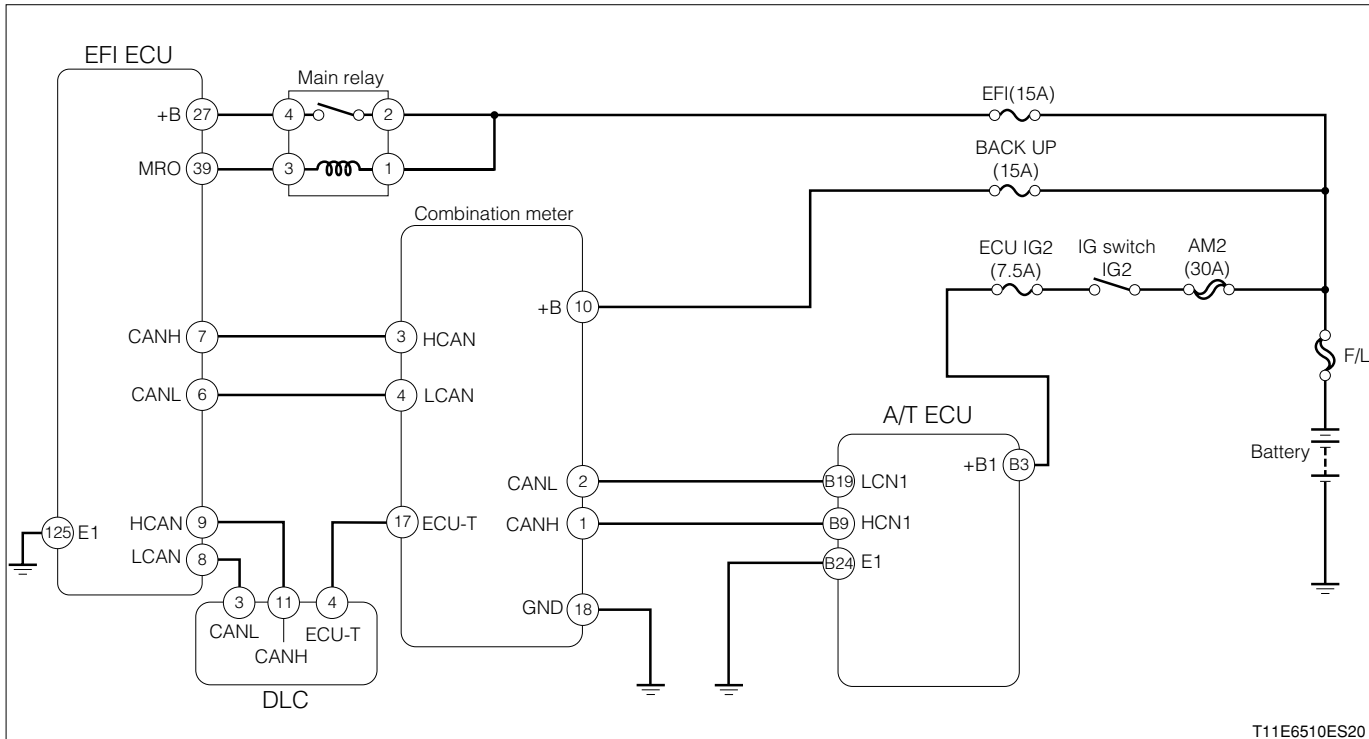 EFI ECU
Main relay
+B 27
4
2
EFI(15A)
MRO 39
3
1
BACK UP
(15A)
Combination meter
ECU IG2
(7.5A)
IG switch
IG2
AM2
(30A)
+B 10
CANH 7
3 HCAN
F/L
CANL 6
4 LCAN
A/T ECU
Battery
+B1 B3
CANL 2
B19 LCN1
HCAN 9
17 ECU-T
CANH 1
B9 HCN1
125 E1
LCAN 8
B24 E1
3
11
4
GND 18
CANL
ECU-T
CANH
DLC
T11E6510ES20